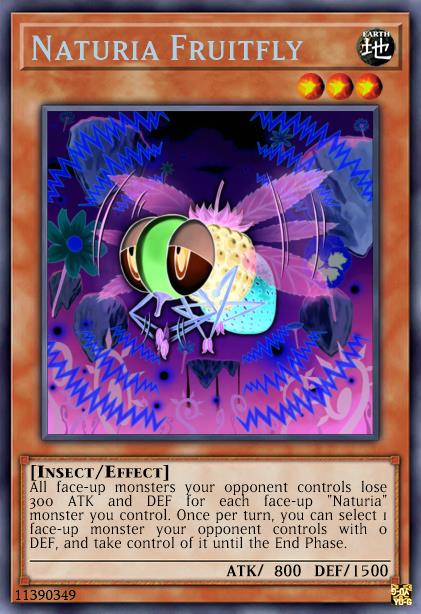 Naturia Fruitfly
EARTH
地
[Insect/Effect]
All face-up monsters your opponent controls lose
300 ATK and DEF for each face-up "Naturia"
monster you control. Once per turn, you can select 1
face-up monster your opponent controls with 0
DEF, and take control of it until the End Phase.
ATK/ 800 DEF/1500
11390349